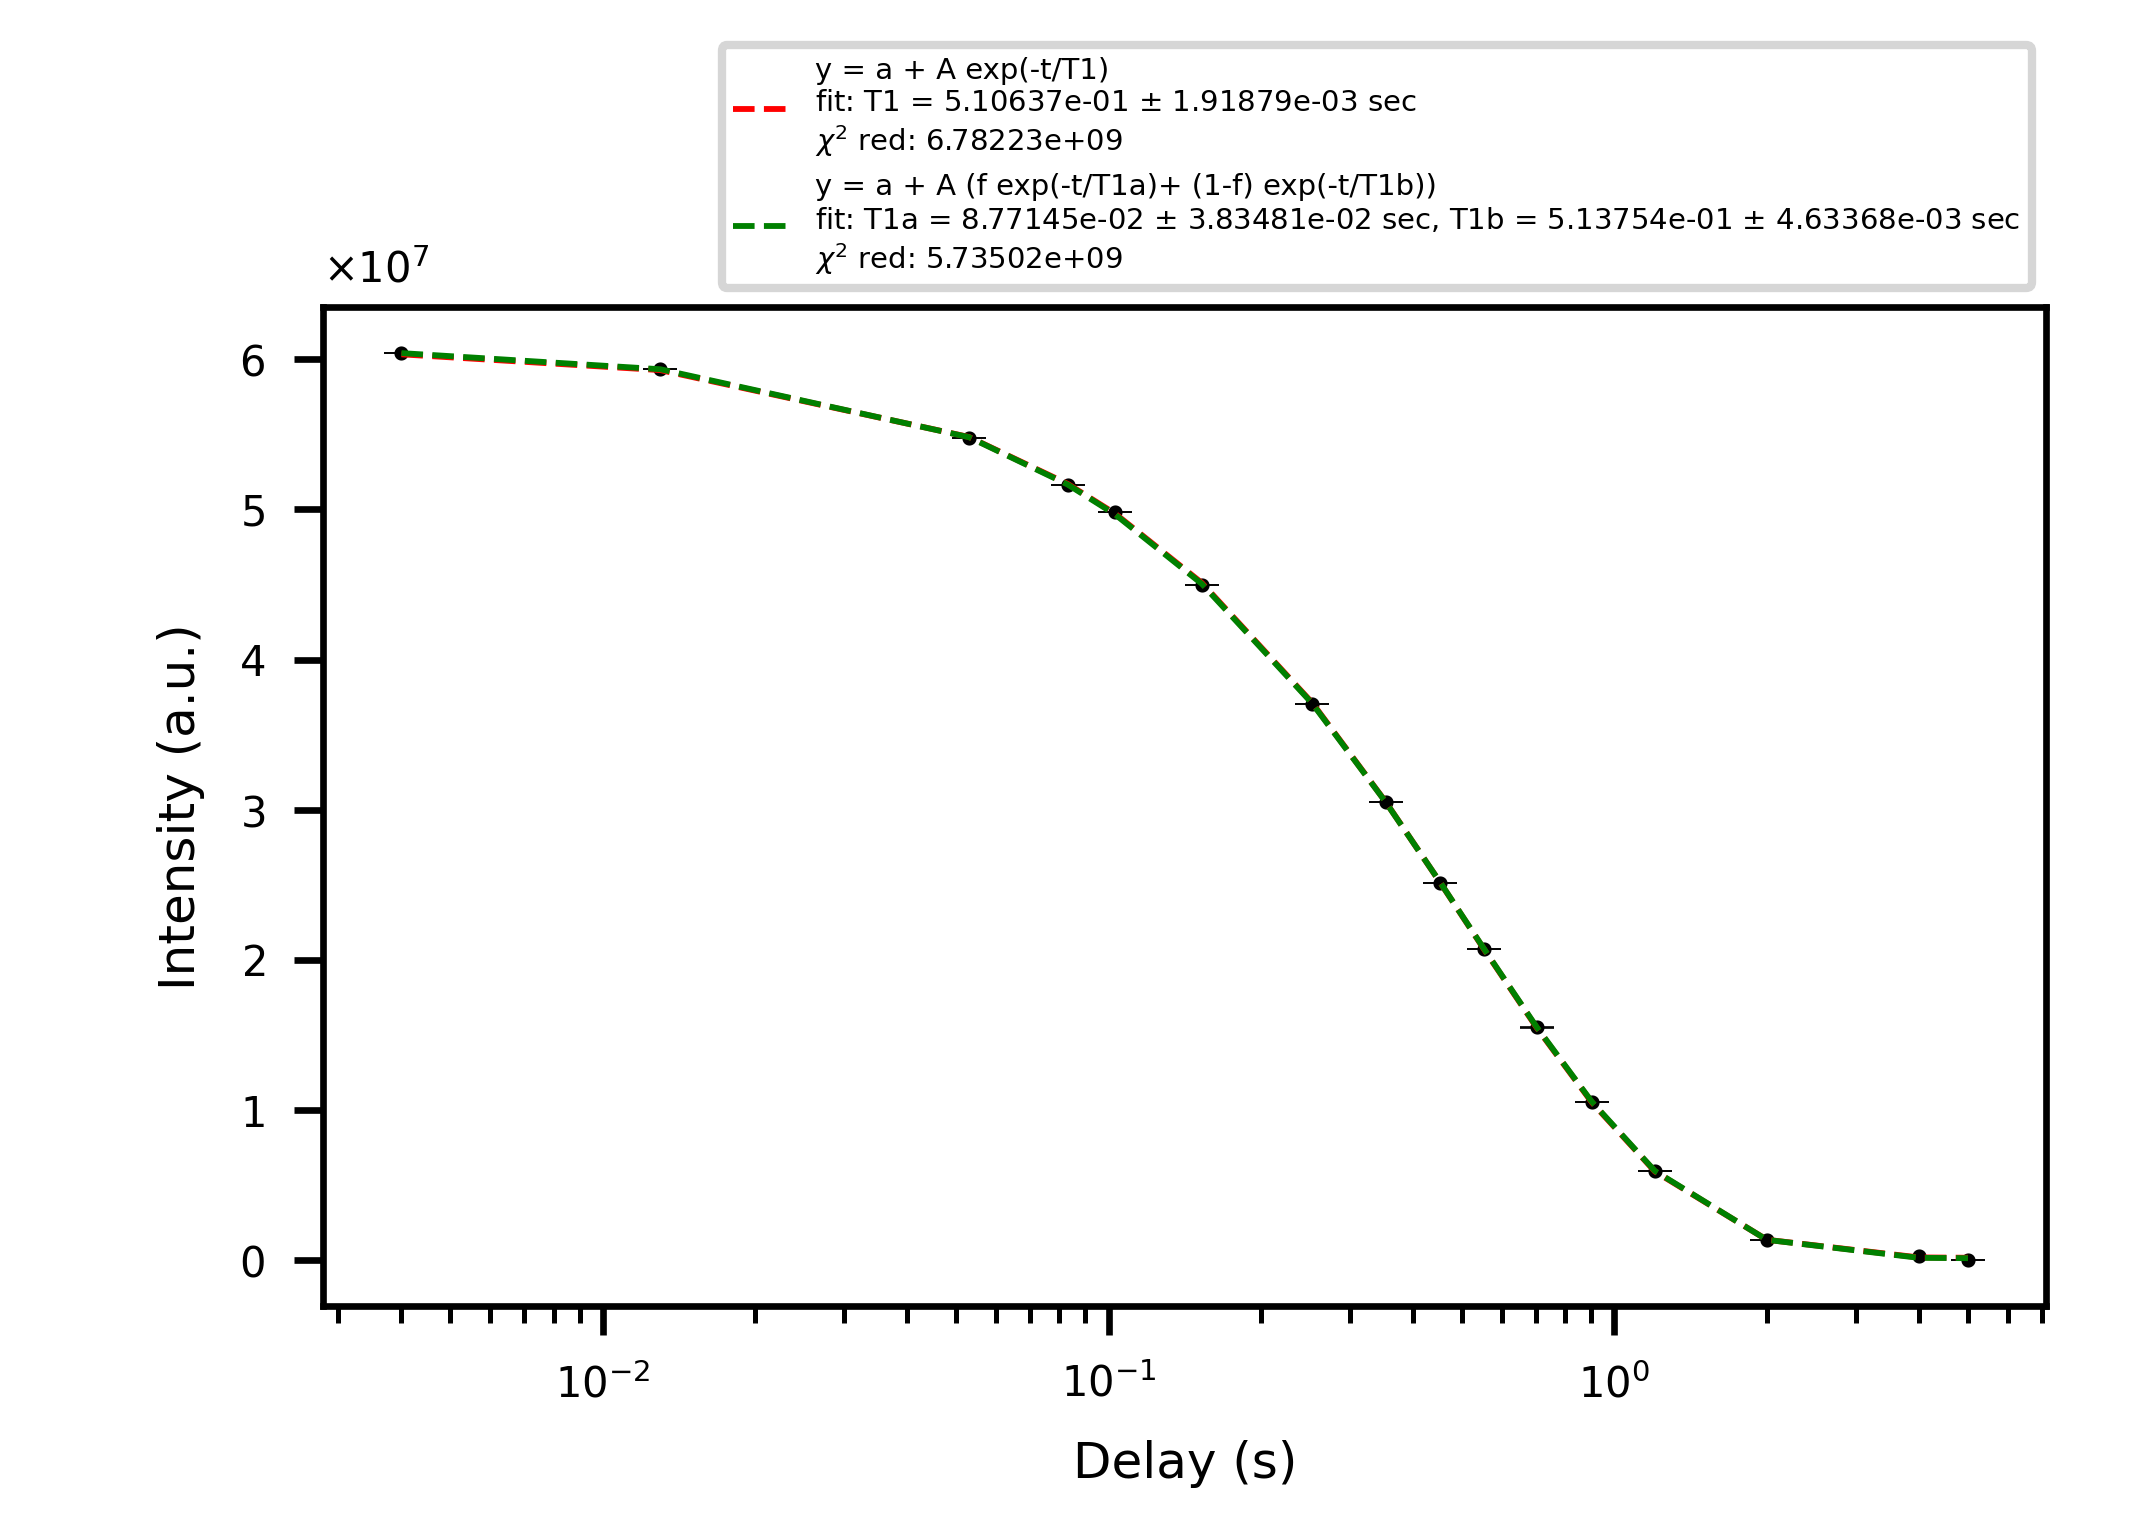 y = a + A exp(-t/T1)
fit: T1 = 5.10637e-01 ± 1.91879e-03 sec
χ² red: 6.78223e+09
y = a + A (f exp(-t/T1a)+ (1-f) exp(-t/T1b))
fit: T1a = 8.77145e-02 ± 3.83481e-02 sec, T1b = 5.13754e-01 ± 4.63368e-03 sec
χ² red: 5.73502e+09
×10⁷
6
5
4
3
2
1
0
Intensity (a.u.)
10⁻² 10⁻¹ 10⁰
Delay (s)